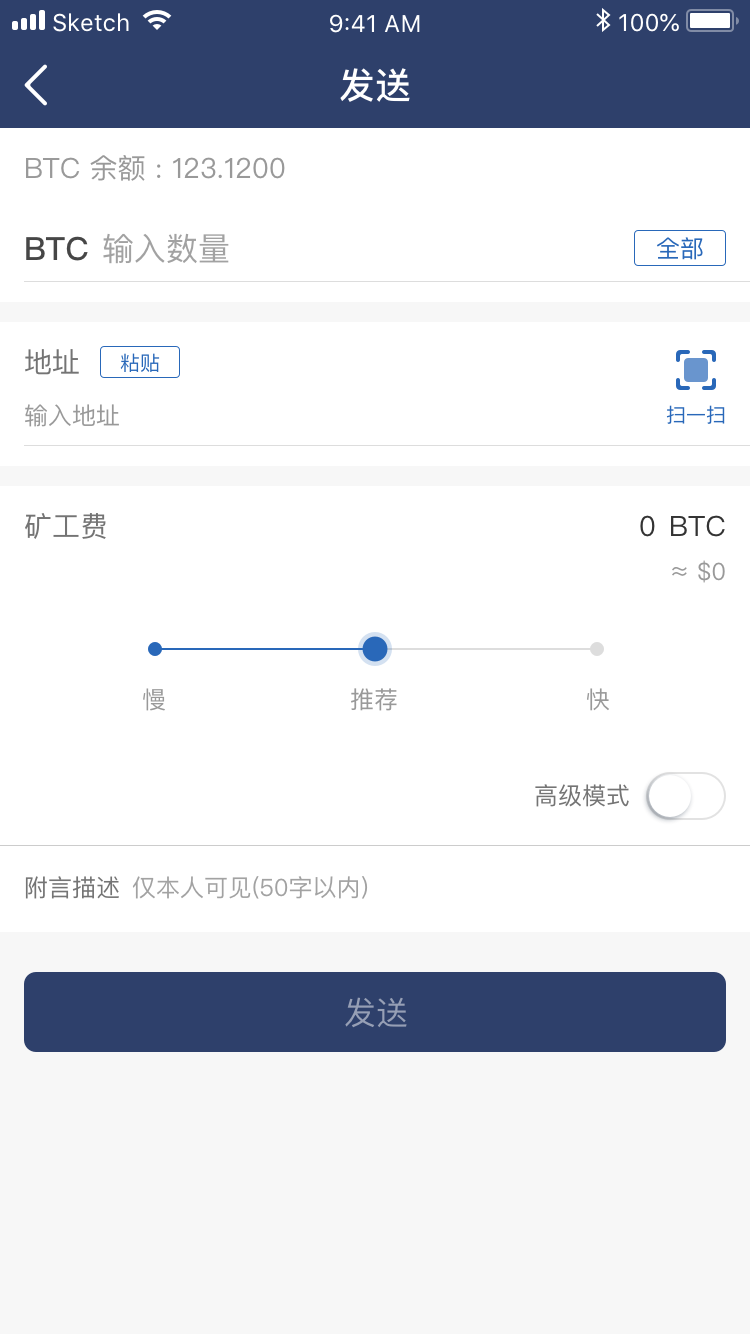 Sketch 9:41 AM 100%
发送
BTC 余额：123.1200
BTC 输入数量 全部
地址 粘贴
输入地址 扫一扫
矿工费 0 BTC
≈ $0
慢 推荐 快
高级模式
附言描述 仅本人可见(50字以内)
发送